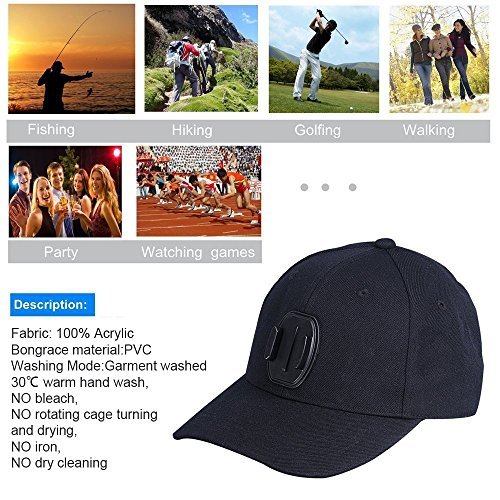 Fishing
Hiking
Golfing
Walking
Party
Watching games
Description:
Fabric: 100% Acrylic
Bongrace material:PVC
Washing Mode:Garment washed
30℃ warm hand wash,
NO bleach,
NO rotating cage turning
and drying,
NO iron,
NO dry cleaning